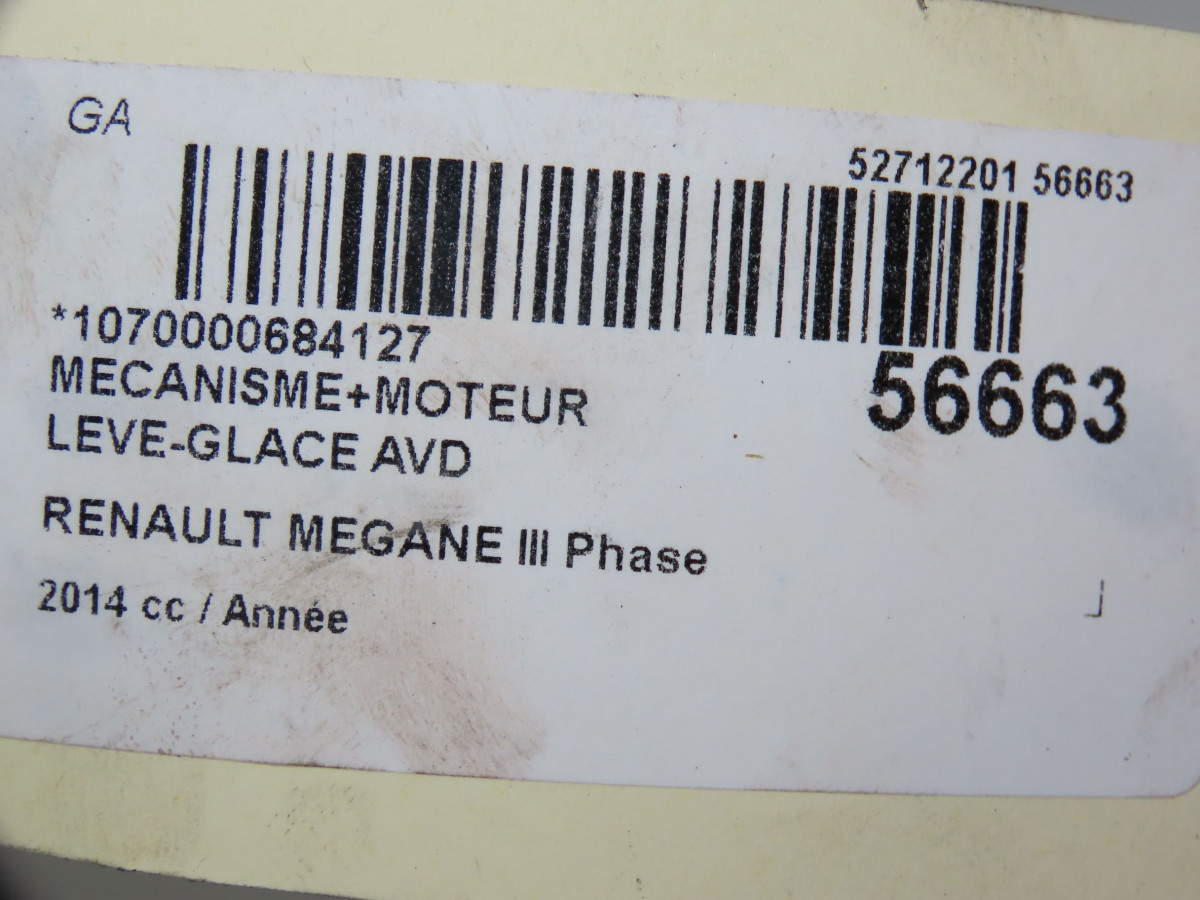 GA
52712201 56663
*1070000684127
56663
MECANISME+MOTEUR
LEVE-GLACE AVD
RENAULT MEGANE III Phase
2014 cc / Année